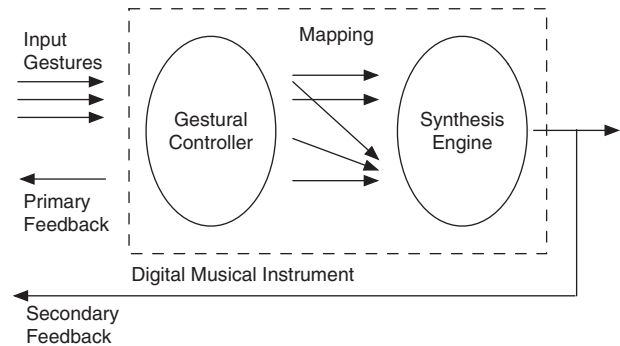 Input
Gestures
Mapping
Gestural
Controller
Synthesis
Engine
Primary
Feedback
Digital Musical Instrument
Secondary
Feedback